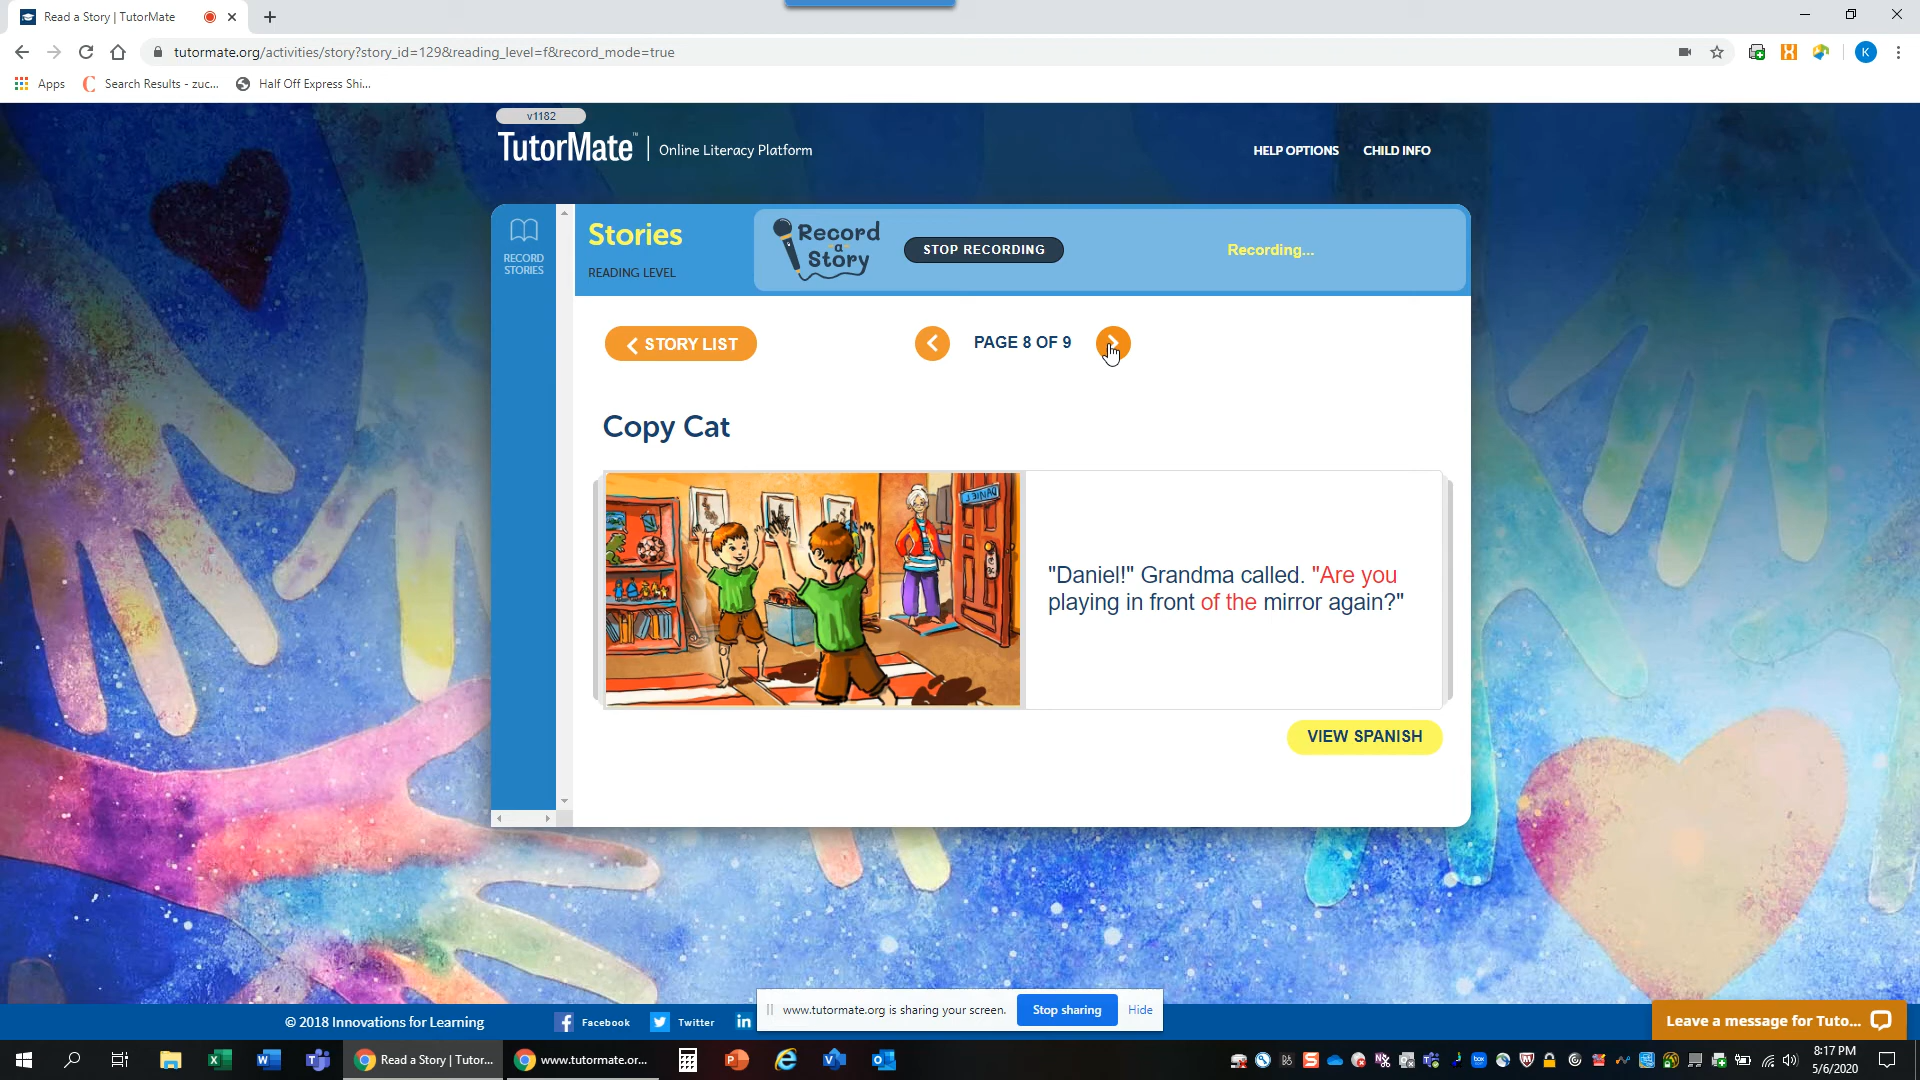 Read a Story | TutorMate
tutormate.org/activities/story?story_id=129&reading_level=f&record_mode=true
K
Apps
Search Results - zuc...
Half Off Express Shi...
v1182
TutorMate™ | Online Literacy Platform
HELP OPTIONS
CHILD INFO
RECORD
STORIES
Stories
READING LEVEL
Record
a
Story
STOP RECORDING
Recording...
STORY LIST
PAGE 8 OF 9
Copy Cat
"Daniel!" Grandma called. "Are you
playing in front of the mirror again?"
VIEW SPANISH
© 2018 Innovations for Learning
Facebook
Twitter
in
www.tutormate.org is sharing your screen.
Stop sharing
Hide
Leave a message for Tuto...
Read a Story | Tutor...
www.tutormate.or...
8:17 PM
5/6/2020